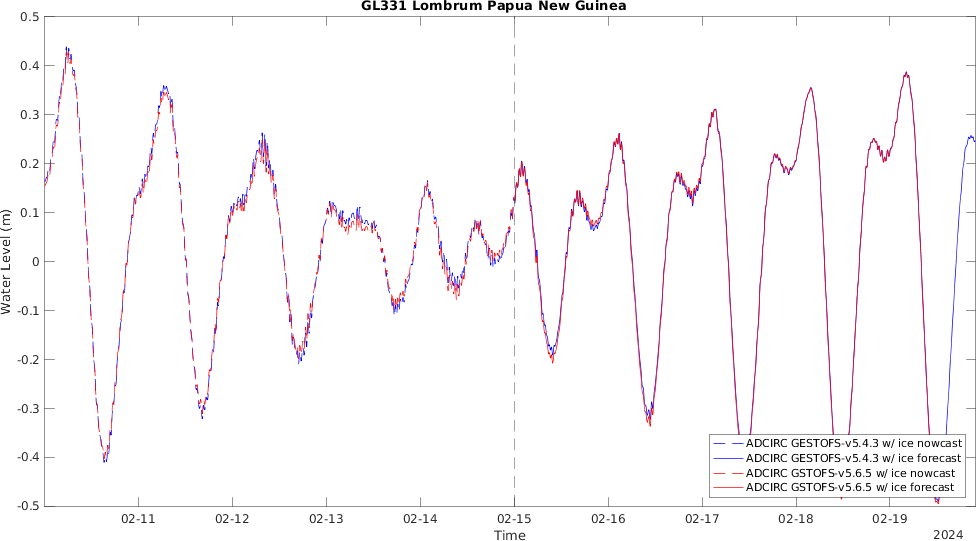 GL331 Lombrum Papua New Guinea
Water Level (m)
0.5
0.4
0.3
0.2
0.1
0
-0.1
-0.2
-0.3
-0.4
-0.5
ADCIRC GESTOFS-v5.4.3 w/ ice nowcast
ADCIRC GESTOFS-v5.4.3 w/ ice forecast
ADCIRC GSTOFS-v5.6.5 w/ ice nowcast
ADCIRC GSTOFS-v5.6.5 w/ ice forecast
02-11 02-12 02-13 02-14 02-15 02-16 02-17 02-18 02-19
Time
2024